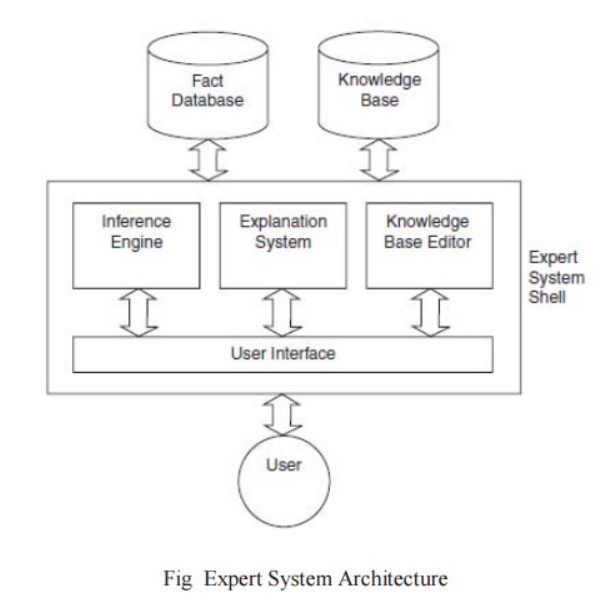 Fact
Database
Knowledge
Base
Inference
Engine
Explanation
System
Knowledge
Base Editor
Expert
System
Shell
User Interface
User
Fig Expert System Architecture